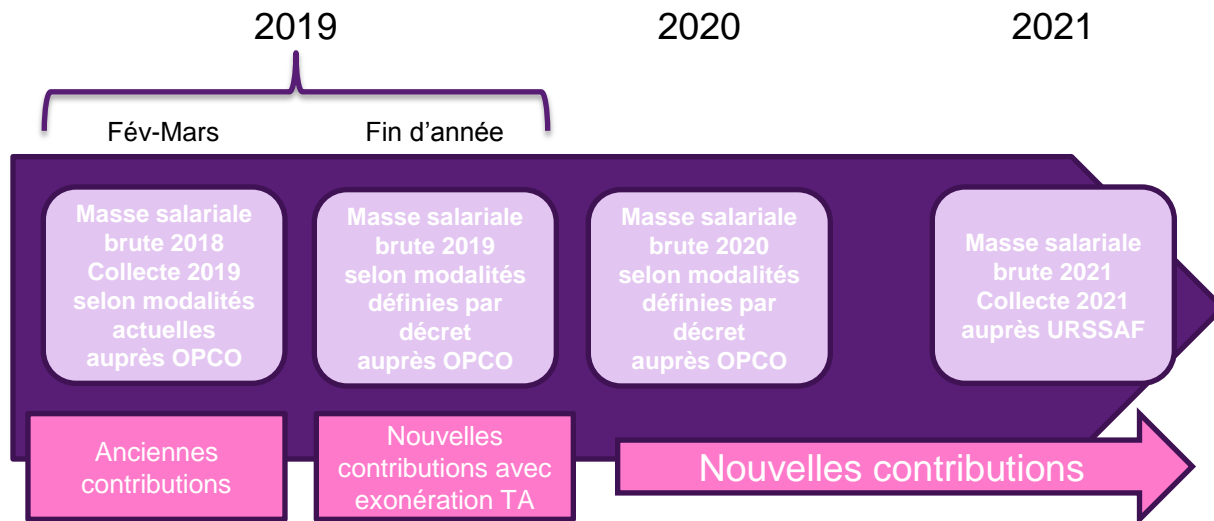 2019
2020
2021
Fév-Mars
Fin d’année
Masse salariale
brute 2018
Collecte 2019
selon modalités
actuelles
auprès OPCO
Masse salariale
brute 2019
selon modalités
définies par
décret
auprès OPCO
Masse salariale
brute 2020
selon modalités
définies par
décret
auprès OPCO
Masse salariale
brute 2021
Collecte 2021
auprès URSSAF
Anciennes
contributions
Nouvelles
contributions avec
exonération TA
Nouvelles contributions